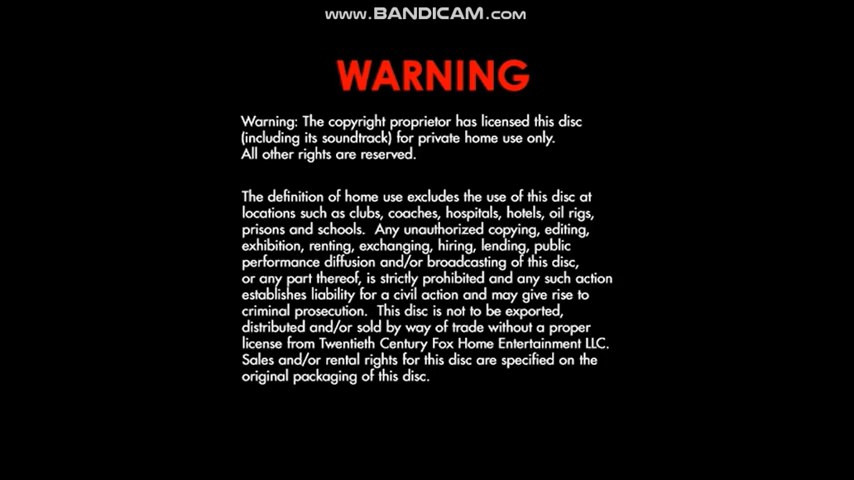 www.BANDICAM.com
WARNING
Warning: The copyright proprietor has licensed this disc
(including its soundtrack) for private home use only.
All other rights are reserved.
The definition of home use excludes the use of this disc at
locations such as clubs, coaches, hospitals, hotels, oil rigs,
prisons and schools.  Any unauthorized copying, editing,
exhibition, renting, exchanging, hiring, lending, public
performance diffusion and/or broadcasting of this disc,
or any part thereof, is strictly prohibited and any such action
establishes liability for a civil action and may give rise to
criminal prosecution.  This disc is not to be exported,
distributed and/or sold by way of trade without a proper
license from Twentieth Century Fox Home Entertainment LLC.
Sales and/or rental rights for this disc are specified on the
original packaging of this disc.